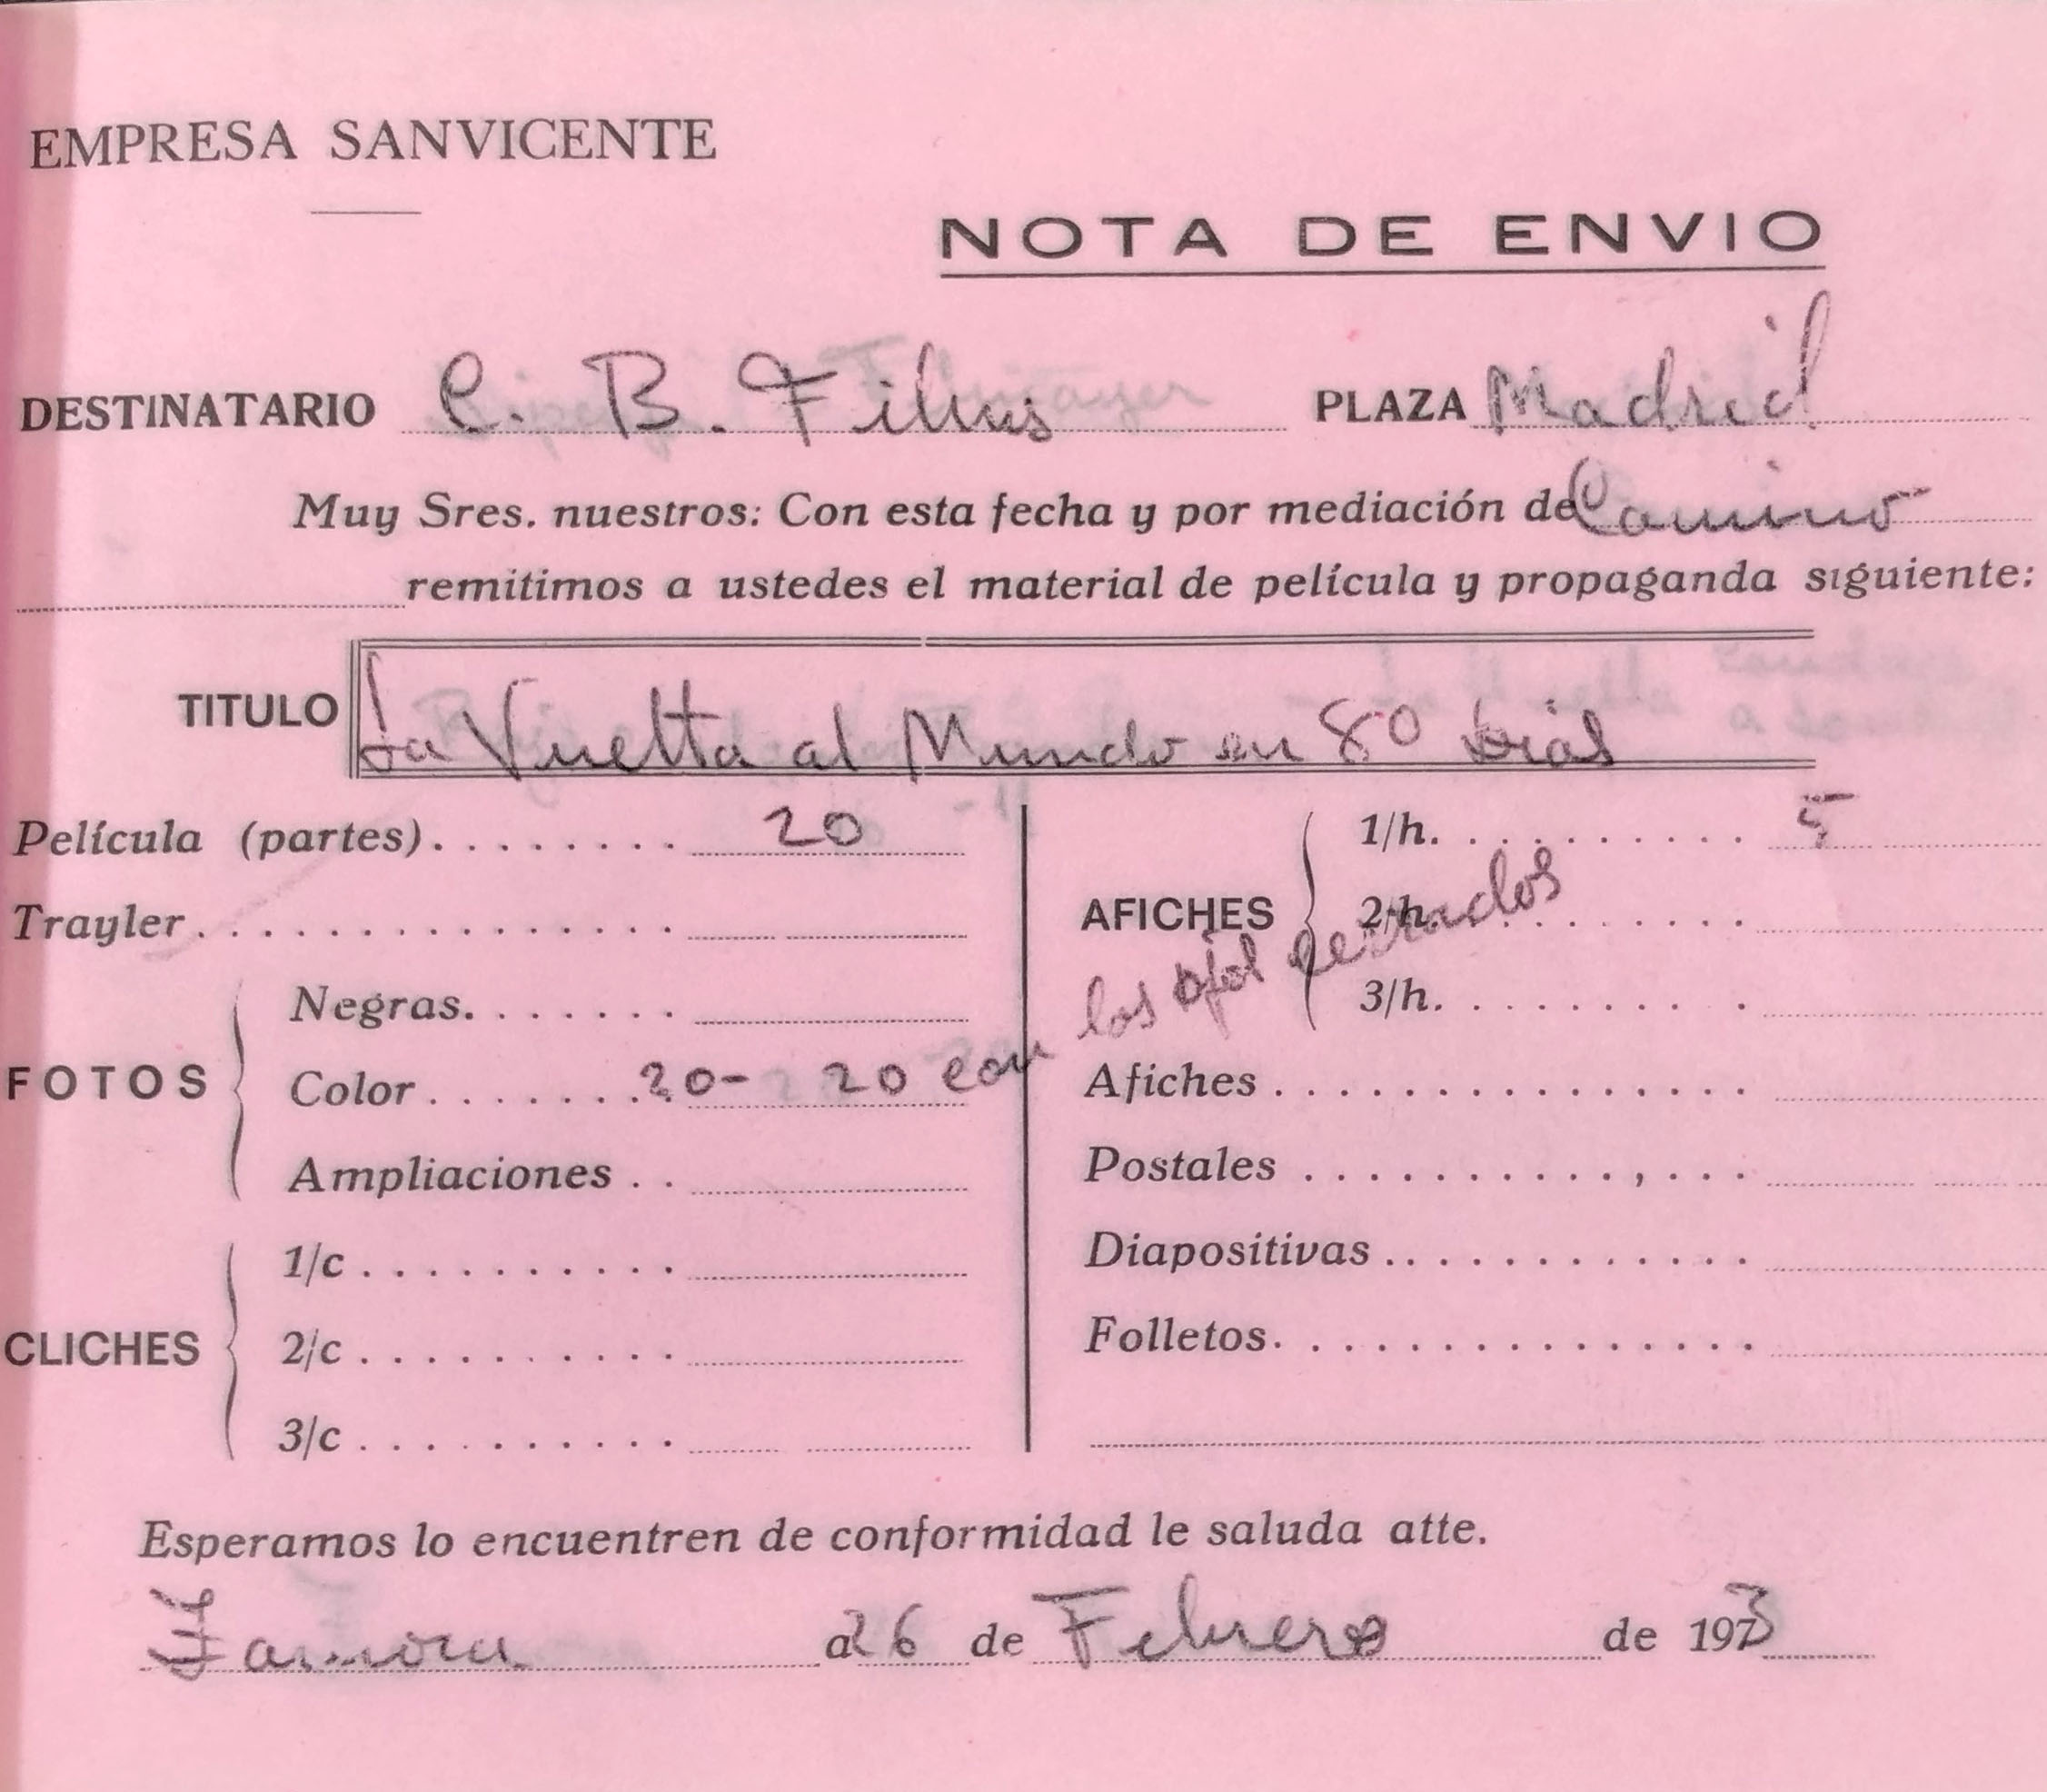 EMPRESA SANVICENTE
NOTA DE ENVIO
DESTINATARIO C. B. Films PLAZA Madrid
Muy Sres. nuestros: Con esta fecha y por mediación de Camino
remitimos a ustedes el material de película y propaganda siguiente:
TITULO La Vuelta al Mundo en 80 Dias
Película (partes) 20
Trayler
FOTOS
Negras.
Color 20- 20 con los ojos cerrados
Ampliaciones
CLICHES
1/c
2/c
3/c
AFICHES
1/h. 5
2/h.
3/h.
Afiches
Postales
Diapositivas
Folletos.
Esperamos lo encuentren de conformidad le saluda atte.
Zamora a 26 de Febrero de 1973